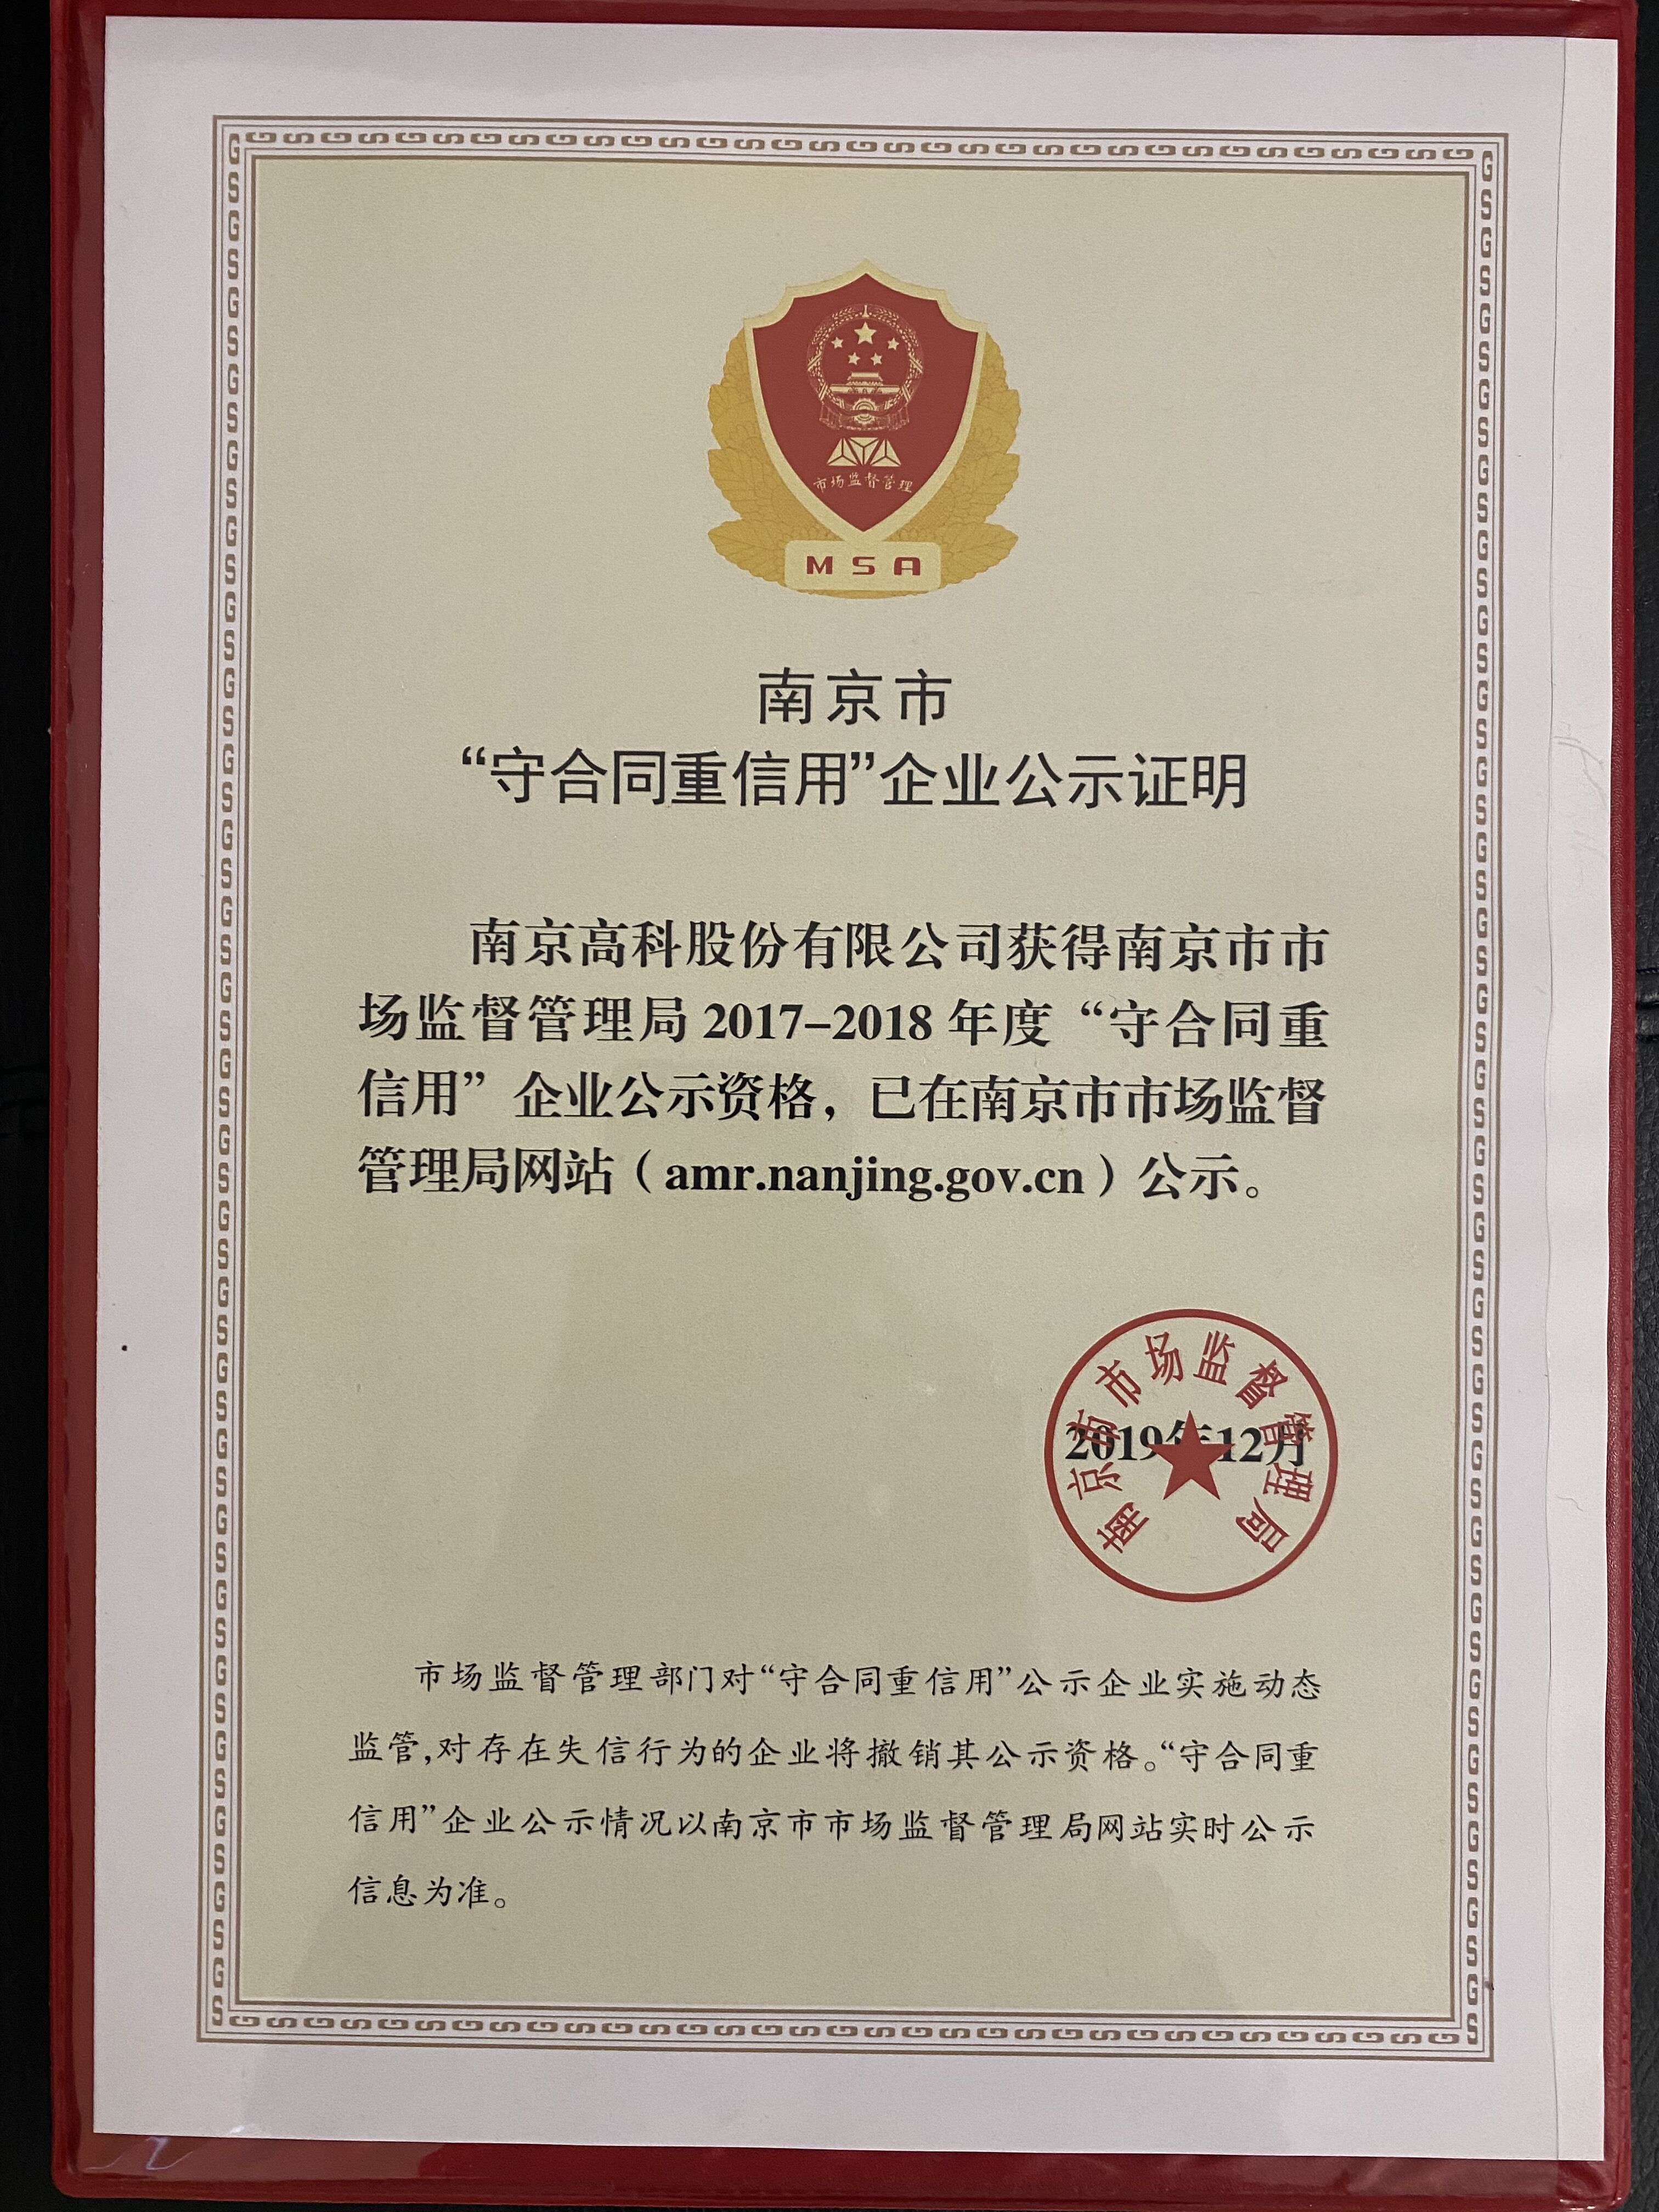 市场监督管理
MSA
南京市
“守合同重信用”企业公示证明
南京高科股份有限公司获得南京市市
场监督管理局 2017–2018 年度“守合同重
信用”企业公示资格，已在南京市市场监督
管理局网站（amr.nanjing.gov.cn）公示。
南京市市场监督管理局
2019年12月
市场监督管理部门对“守合同重信用”公示企业实施动态
监管,对存在失信行为的企业将撤销其公示资格。“守合同重
信用”企业公示情况以南京市市场监督管理局网站实时公示
信息为准。